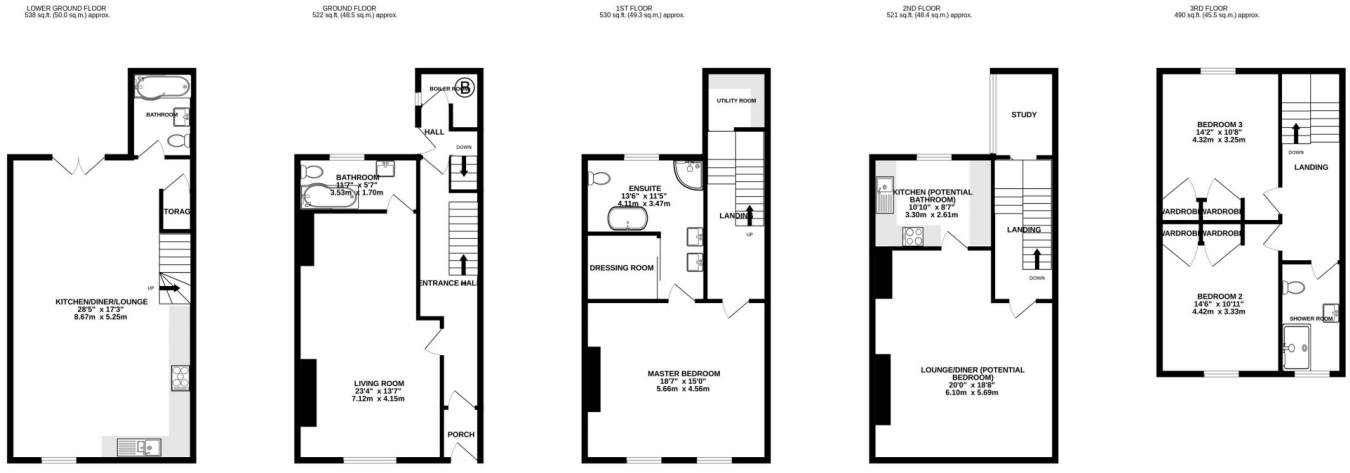 LOWER GROUND FLOOR
538 sq.ft. (50.0 sq.m.) approx.
BATHROOM
TORAG
UP
KITCHEN/DINER/LOUNGE
28'5" x 17'3"
8.67m x 5.25m
GROUND FLOOR
522 sq.ft. (48.5 sq.m.) approx.
B
BOILER ROOM
HALL
DOWN
BATHROOM
11'7" x 5'7"
3.53m x 1.70m
ENTRANCE HALL
LIVING ROOM
23'4" x 13'7"
7.12m x 4.15m
PORCH
1ST FLOOR
530 sq.ft. (49.3 sq.m.) approx.
UTILITY ROOM
ENSUITE
13'6" x 11'5"
4.11m x 3.47m
LANDING
UP
DRESSING ROOM
MASTER BEDROOM
18'7" x 15'0"
5.66m x 4.56m
2ND FLOOR
521 sq.ft. (48.4 sq.m.) approx.
STUDY
KITCHEN (POTENTIAL
BATHROOM)
10'10" x 8'7"
3.30m x 2.61m
LANDING
DOWN
LOUNGE/DINER (POTENTIAL
BEDROOM)
20'0" x 18'8"
6.10m x 5.69m
3RD FLOOR
490 sq.ft. (45.5 sq.m.) approx.
BEDROOM 3
14'2" x 10'8"
4.32m x 3.25m
DOWN
LANDING
WARDROBE
WARDROBE
WARDROBE
WARDROBE
BEDROOM 2
14'6" x 10'11"
4.42m x 3.33m
SHOWER ROOM